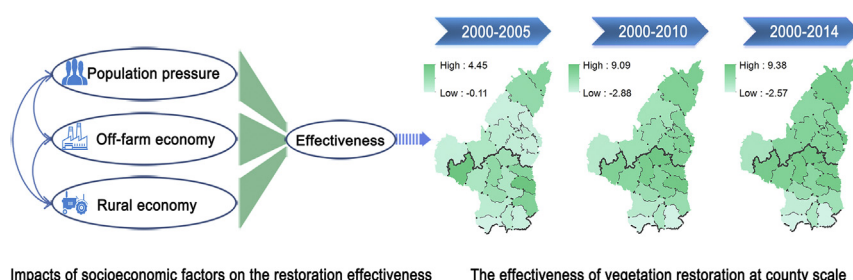 2000-2005
2000-2010
2000-2014
High : 4.45
Low : -0.11
High : 9.09
Low : -2.88
High : 9.38
Low : -2.57
Population pressure
Off-farm economy
Rural economy
Effectiveness
Impacts of socioeconomic factors on the restoration effectiveness
The effectiveness of vegetation restoration at county scale